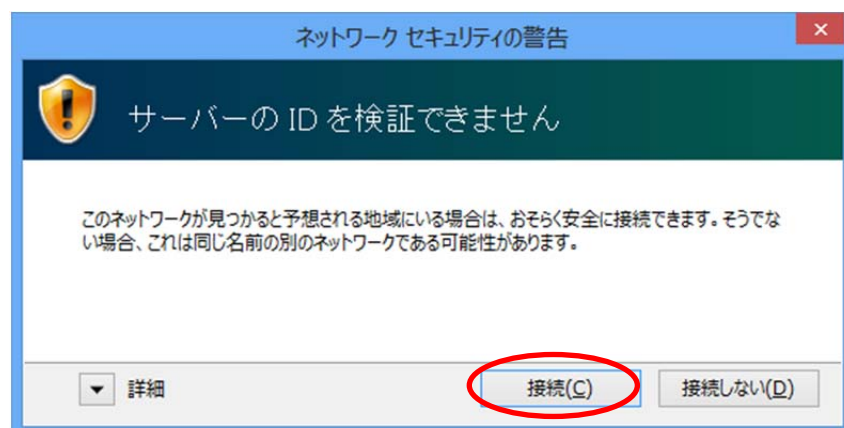 ネットワーク セキュリティの警告
サーバーの ID を検証できません
このネットワークが見つかると予想される地域にいる場合は、おそらく安全に接続できます。そうでな
い場合、これは同じ名前の別のネットワークである可能性があります。
詳細 接続(C) 接続しない(D)